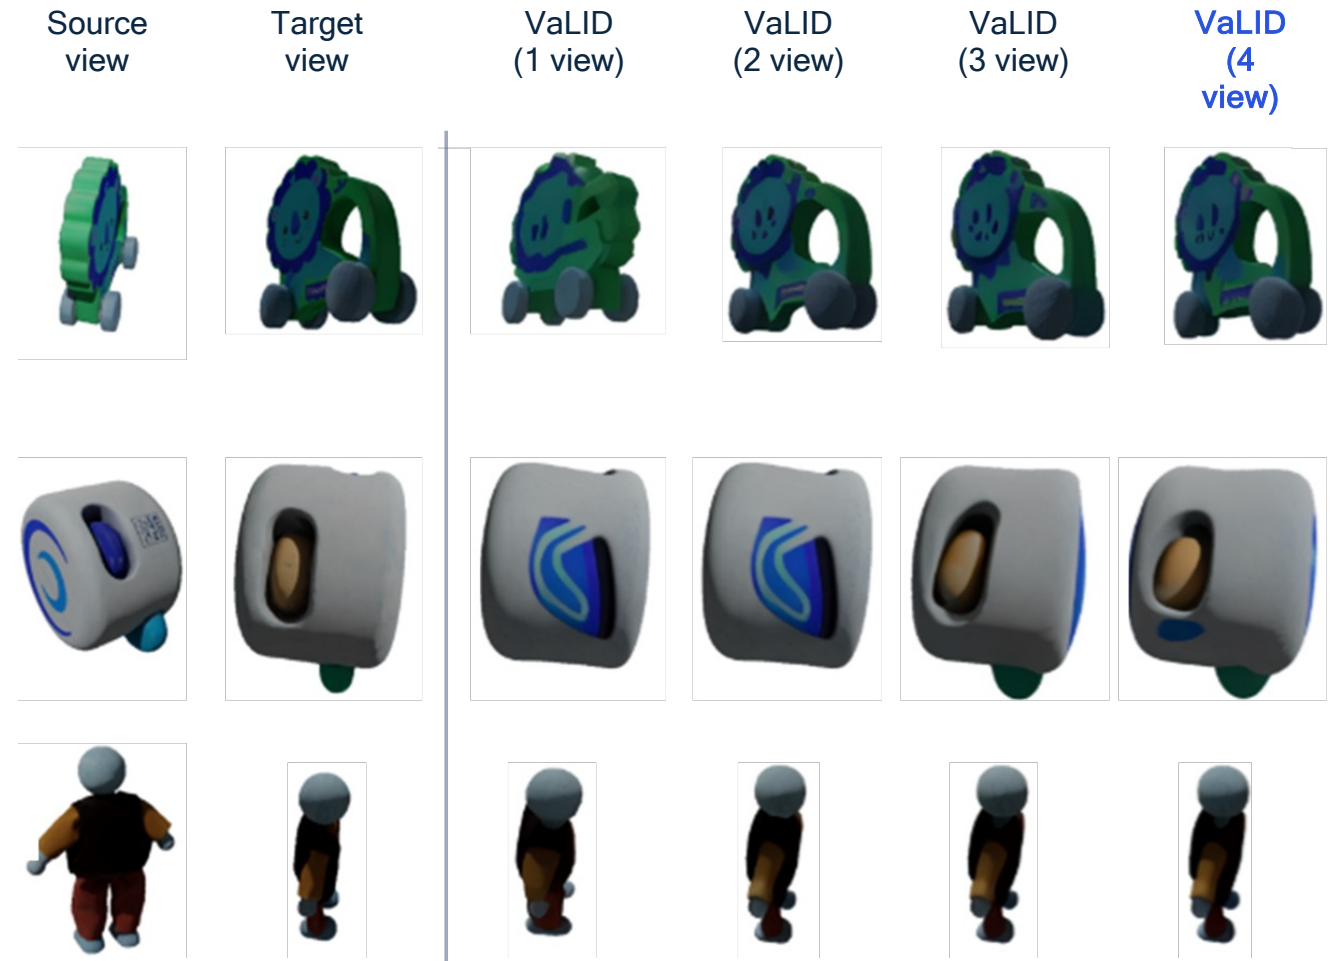 Source
view
Target
view
VaLID
(1 view)
VaLID
(2 view)
VaLID
(3 view)
VaLID
(4
view)